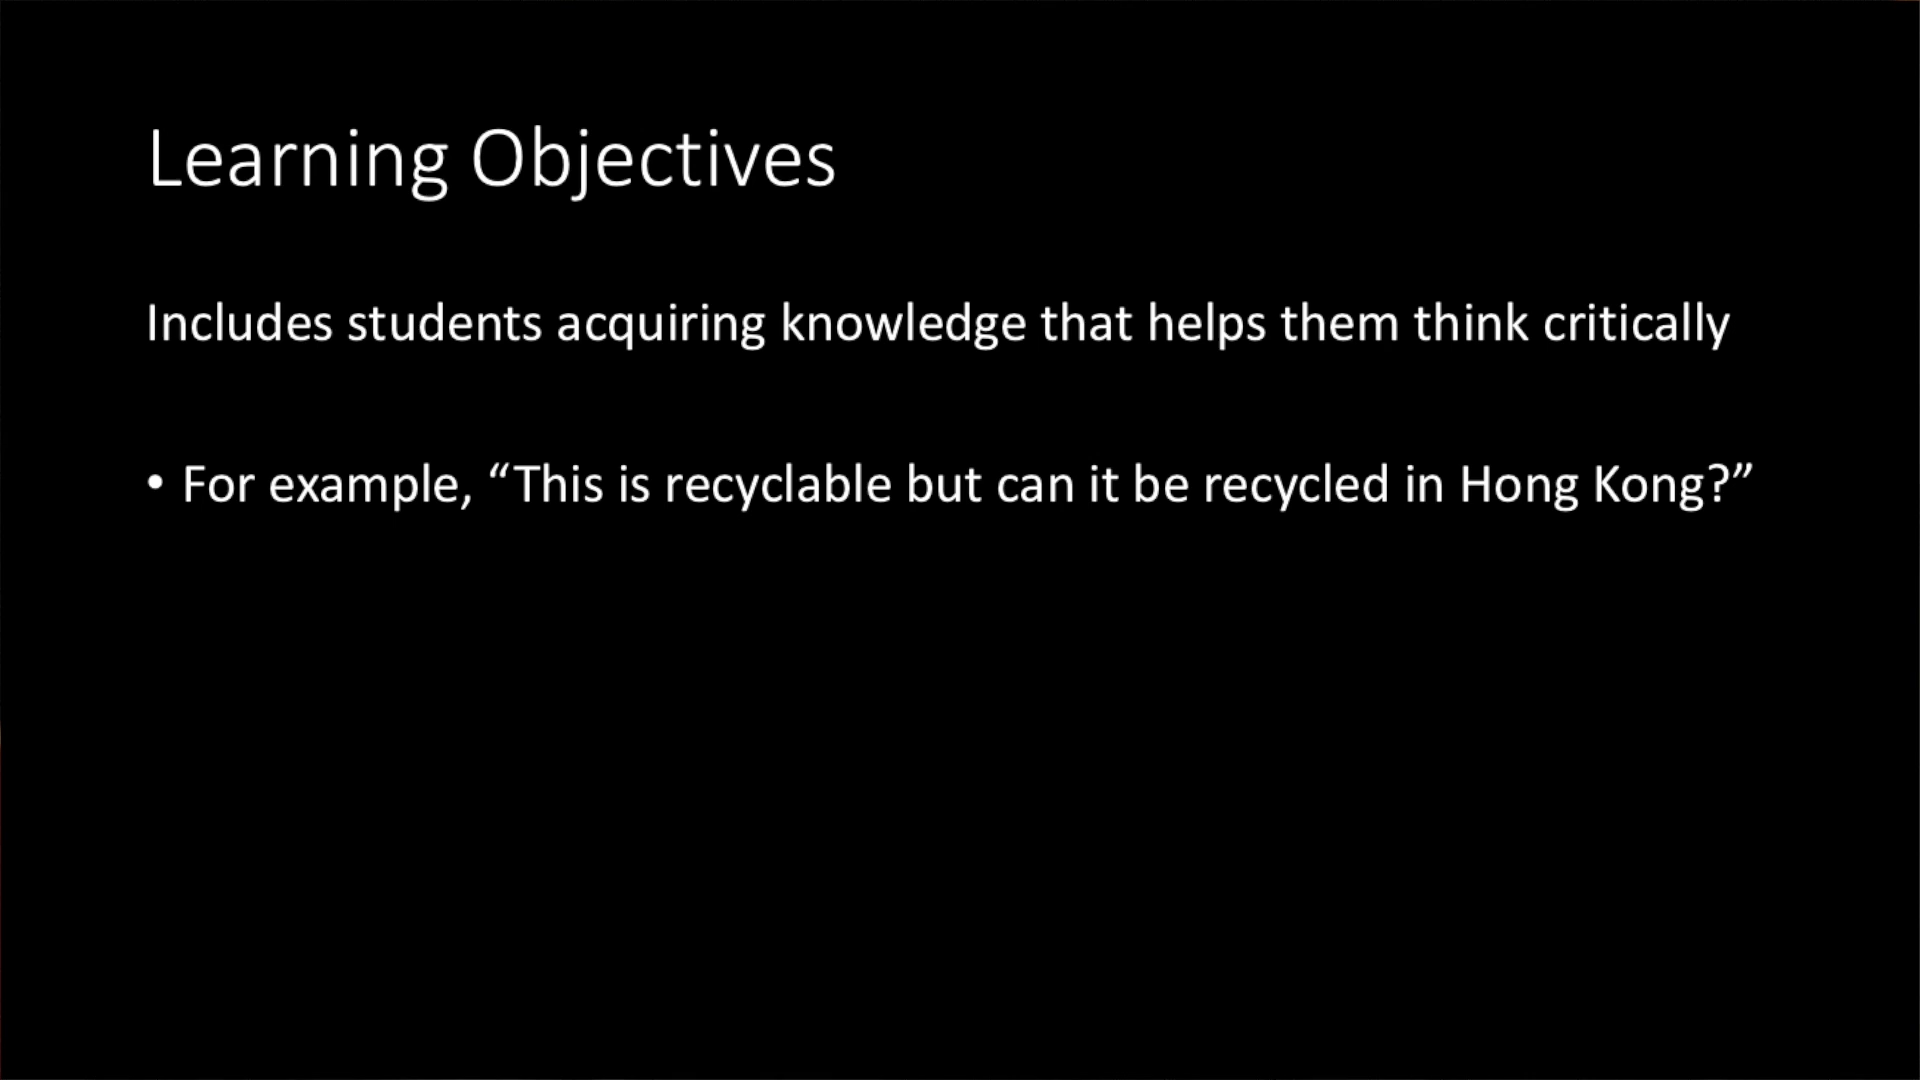 Learning Objectives
Includes students acquiring knowledge that helps them think critically
• For example, “This is recyclable but can it be recycled in Hong Kong?”